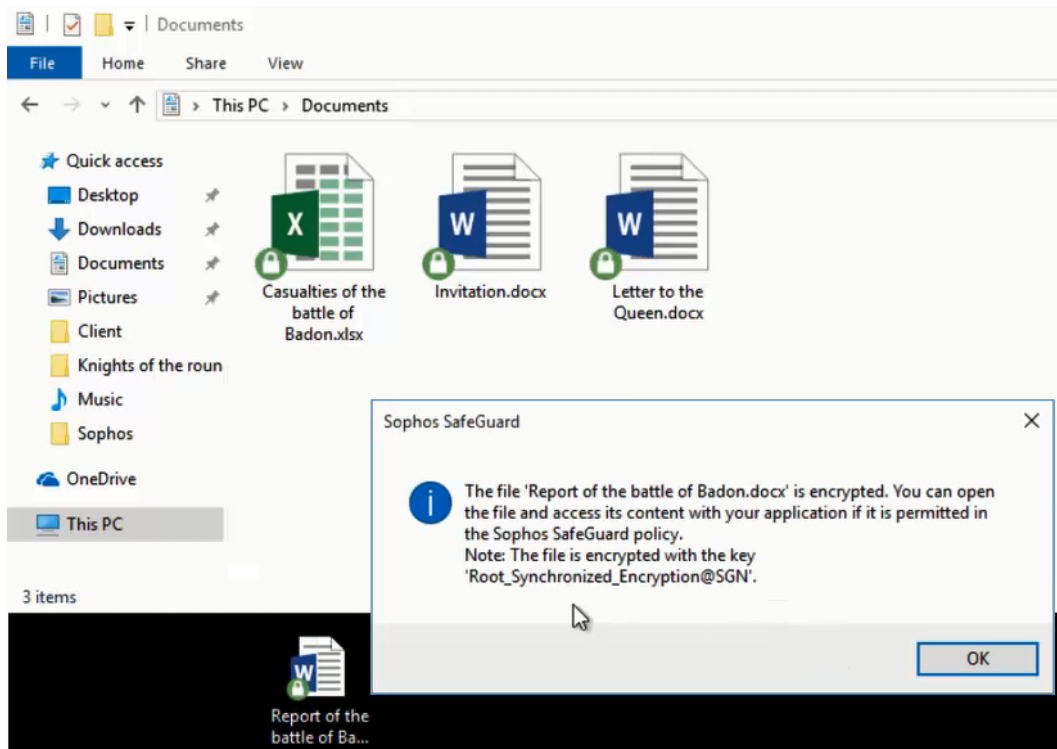 Documents
File Home Share View
This PC > Documents
Quick access
Desktop
Downloads
Documents
Pictures
Client
Knights of the roun
Music
Sophos
OneDrive
This PC
Casualties of the
battle of
Badon.xlsx
Invitation.docx
Letter to the
Queen.docx
3 items
Sophos SafeGuard
The file 'Report of the battle of Badon.docx' is encrypted. You can open
the file and access its content with your application if it is permitted in
the Sophos SafeGuard policy.
Note: The file is encrypted with the key
'Root_Synchronized_Encryption@SGN'.
OK
Report of the
battle of Ba...